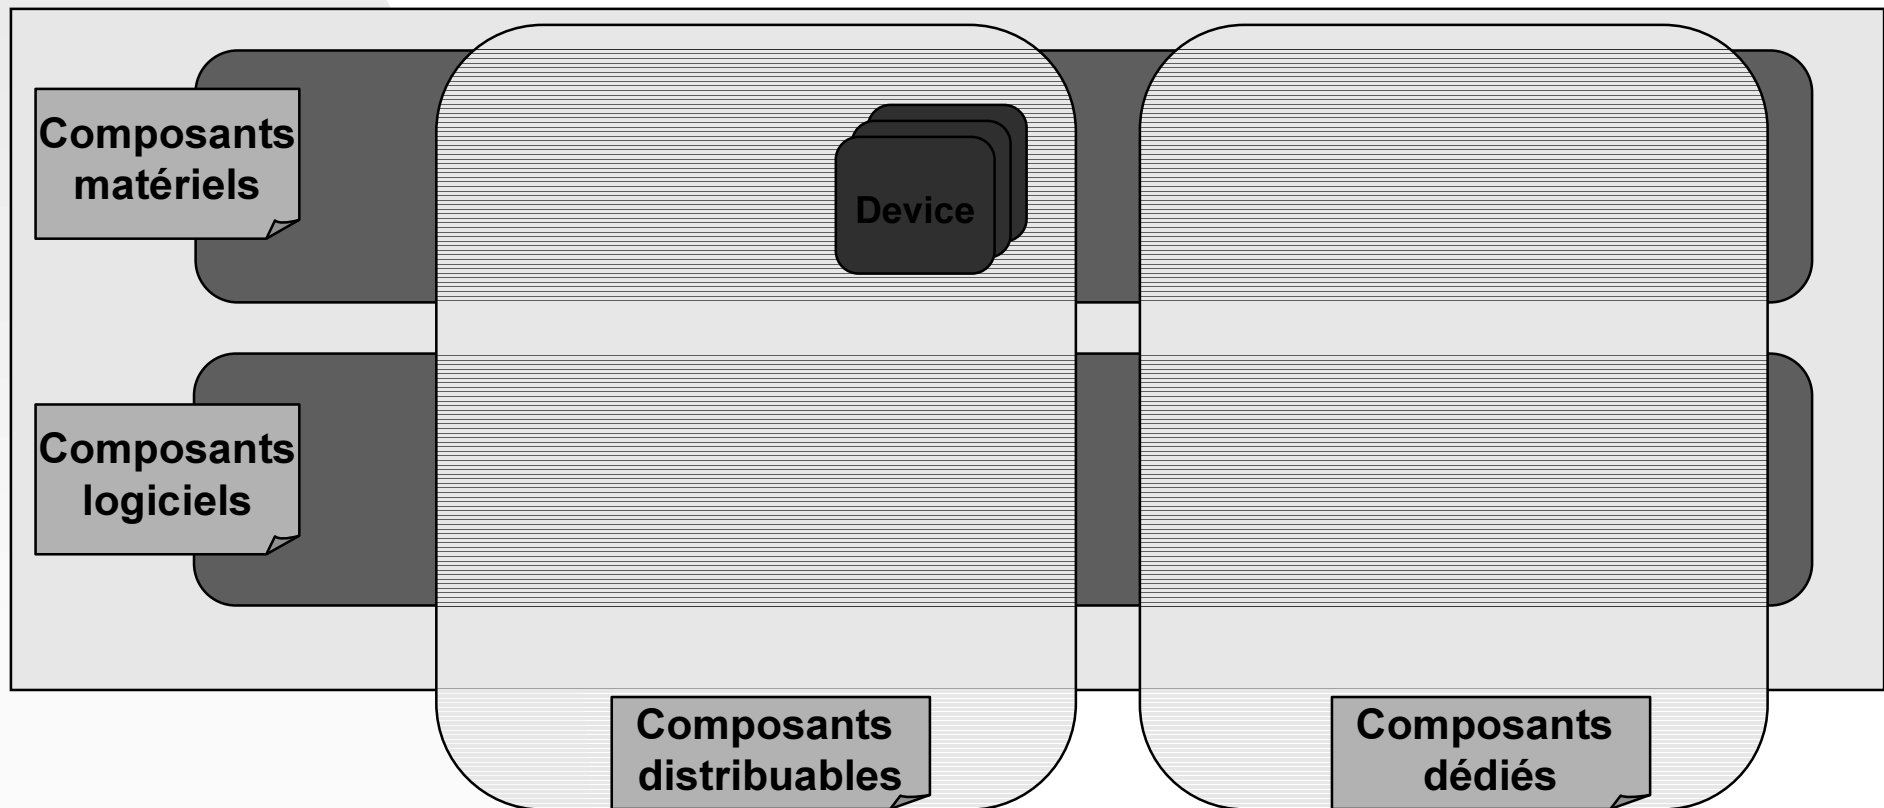 Composants
matériels
Device
Composants
logiciels
Composants
distribuables
Composants
dédiés